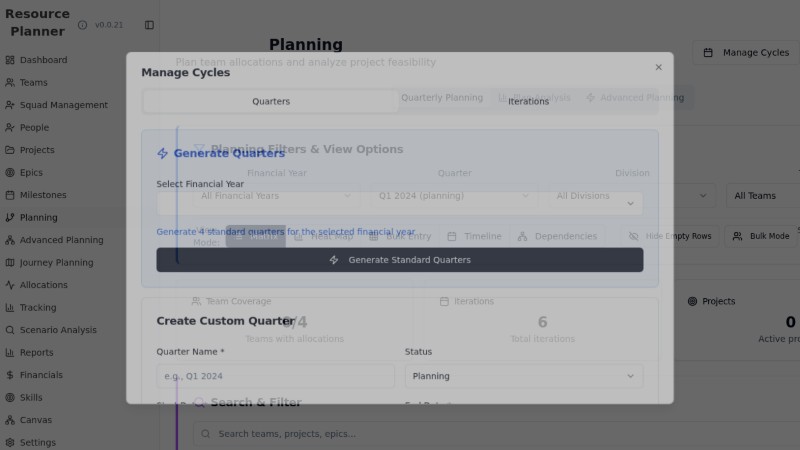 Resource Planner
v0.0.21
Dashboard
Teams
Squad Management
People
Projects
Epics
Milestones
Planning
Advanced Planning
Journey Planning
Allocations
Tracking
Scenario Analysis
Reports
Financials
Skills
Canvas
Settings
Planning
Plan team allocations and analyze project feasibility
Manage Cycles
Manage Cycles
Quarters
Iterations
Quarterly Planning
Plan Analysis
Advanced Planning
Generate Quarters
Planning Filters & View Options
Financial Year
Quarter
Division
Select Financial Year
All Financial Years
Q1 2024 (planning)
All Divisions
All Teams
Generate 4 standard quarters for the selected financial year
Mode:
Matrix
Heat Map
Bulk Entry
Timeline
Dependencies
Hide Empty Rows
Bulk Mode
Generate Standard Quarters
Team Coverage
Iterations
Projects
Create Custom Quarter
0/4
6
0
Teams with allocations
Total iterations
Active pro
Quarter Name *
Status
e.g., Q1 2024
Planning
Search & Filter
Search teams, projects, epics...